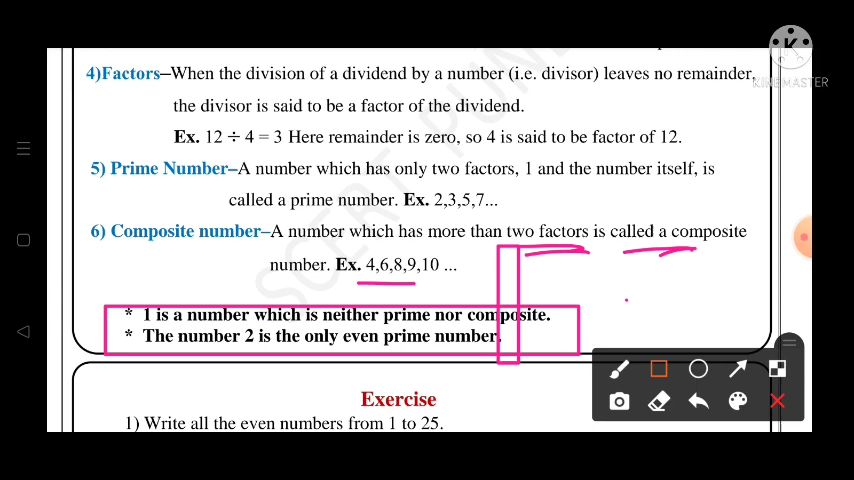 4)Factors–When the division of a dividend by a number (i.e. divisor) leaves no remainder,
the divisor is said to be a factor of the dividend.
Ex. 12 ÷ 4 = 3 Here remainder is zero, so 4 is said to be factor of 12.
5) Prime Number–A number which has only two factors, 1 and the number itself, is
called a prime number. Ex. 2,3,5,7...
6) Composite number–A number which has more than two factors is called a composite
number. Ex. 4,6,8,9,10 ...
* 1 is a number which is neither prime nor composite.
* The number 2 is the only even prime number.
Exercise
1) Write all the even numbers from 1 to 25.
KINEMASTER
SCERT